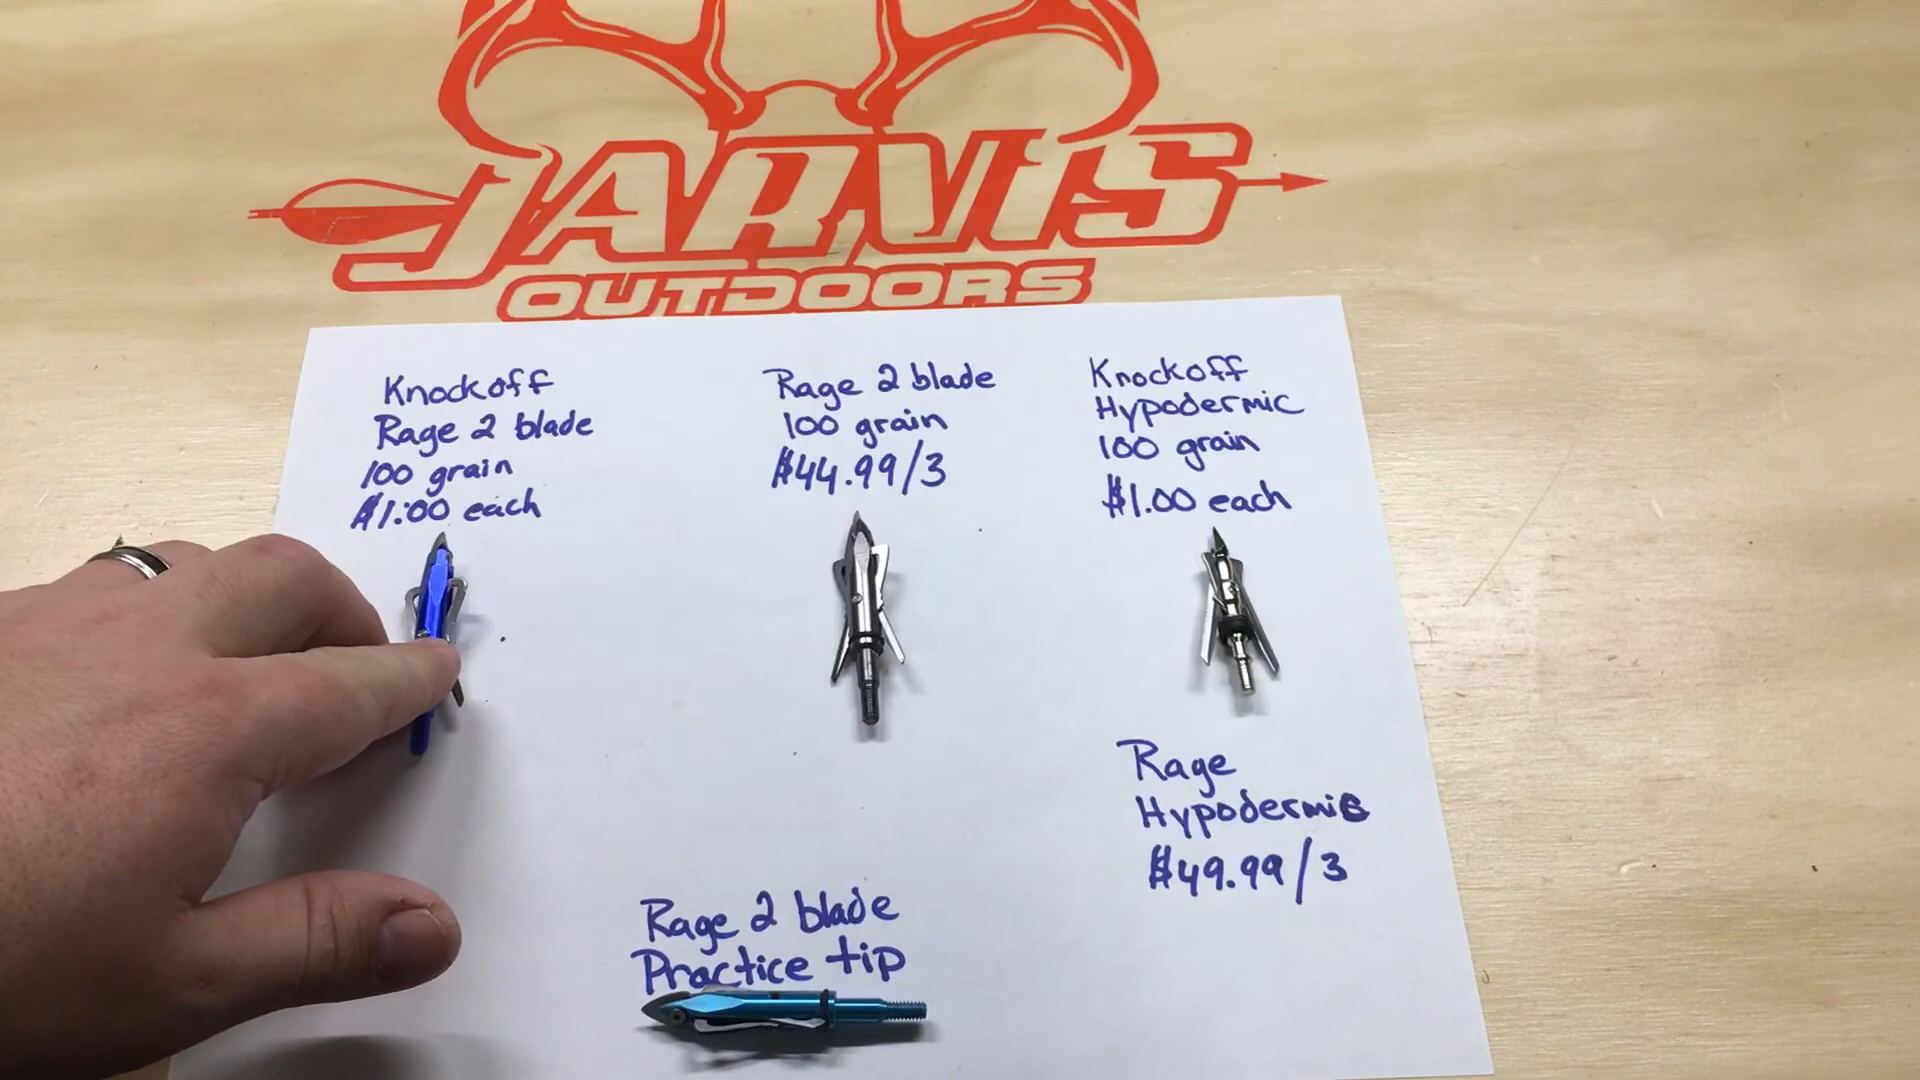 JARVIS
OUTDOORS
Knockoff
Rage 2 blade
100 grain
$1.00 each
Rage 2 blade
100 grain
$44.99/3
Knockoff
Hypodermic
100 grain
$1.00 each
Rage
Hypodermic
$49.99/3
Rage 2 blade
Practice tip